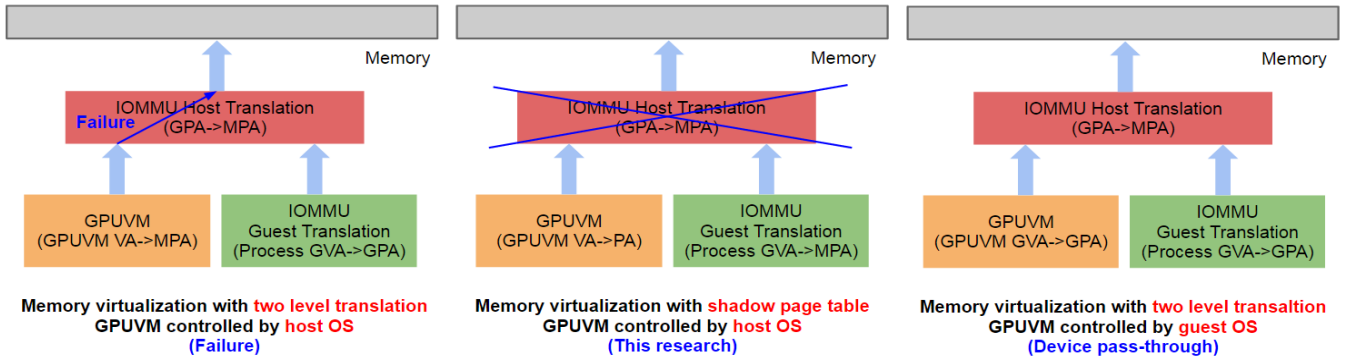 Memory
IOMMU Host Translation
(GPA->MPA)
Failure
GPUVM
(GPUVM VA->MPA)
IOMMU
Guest Translation
(Process GVA->GPA)
Memory virtualization with two level translation
GPUVM controlled by host OS
(Failure)
Memory
IOMMU Host Translation
(GPA->MPA)
GPUVM
(GPUVM VA->PA)
IOMMU
Guest Translation
(Process GVA->MPA)
Memory virtualization with shadow page table
GPUVM controlled by host OS
(This research)
Memory
IOMMU Host Translation
(GPA->MPA)
GPUVM
(GPUVM GVA->GPA)
IOMMU
Guest Translation
(Process GVA->GPA)
Memory virtualization with two level transaltion
GPUVM controlled by guest OS
(Device pass-through)